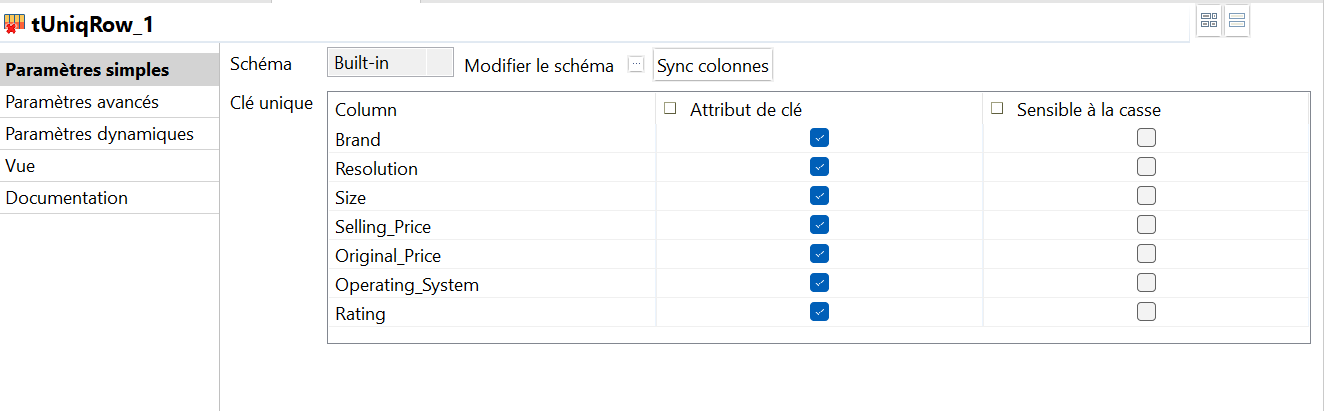 tUniqRow_1
Paramètres simples
Paramètres avancés
Paramètres dynamiques
Vue
Documentation
Schéma Built-in Modifier le schéma ... Sync colonnes
Clé unique
Column Attribut de clé Sensible à la casse
Brand
Resolution
Size
Selling_Price
Original_Price
Operating_System
Rating